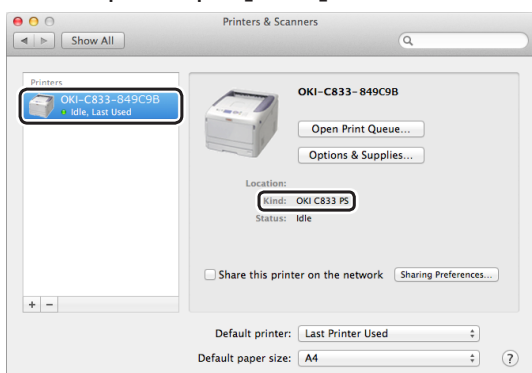 Printers & Scanners
Show All
Printers
OKI-C833-849C9B
Idle, Last Used
OKI-C833-849C9B
Open Print Queue...
Options & Supplies...
Location:
Kind: OKI C833 PS
Status: Idle
Share this printer on the network Sharing Preferences...
+ −
Default printer: Last Printer Used
Default paper size: A4
?